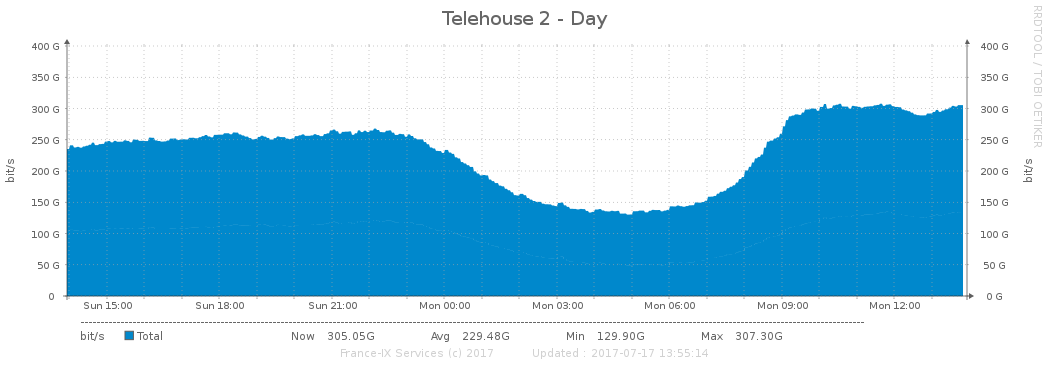 Telehouse 2 - Day
RRDTOOL / TOBI OETIKER
bit/s
400 G
350 G
300 G
250 G
200 G
150 G
100 G
50 G
0
400 G
350 G
300 G
250 G
200 G
150 G
100 G
50 G
0 G
bit/s
Sun 15:00 Sun 18:00 Sun 21:00 Mon 00:00 Mon 03:00 Mon 06:00 Mon 09:00 Mon 12:00
bit/s Total Now 305.05G Avg 229.48G Min 129.90G Max 307.30G
France-IX Services (c) 2017 Updated : 2017-07-17 13:55:14